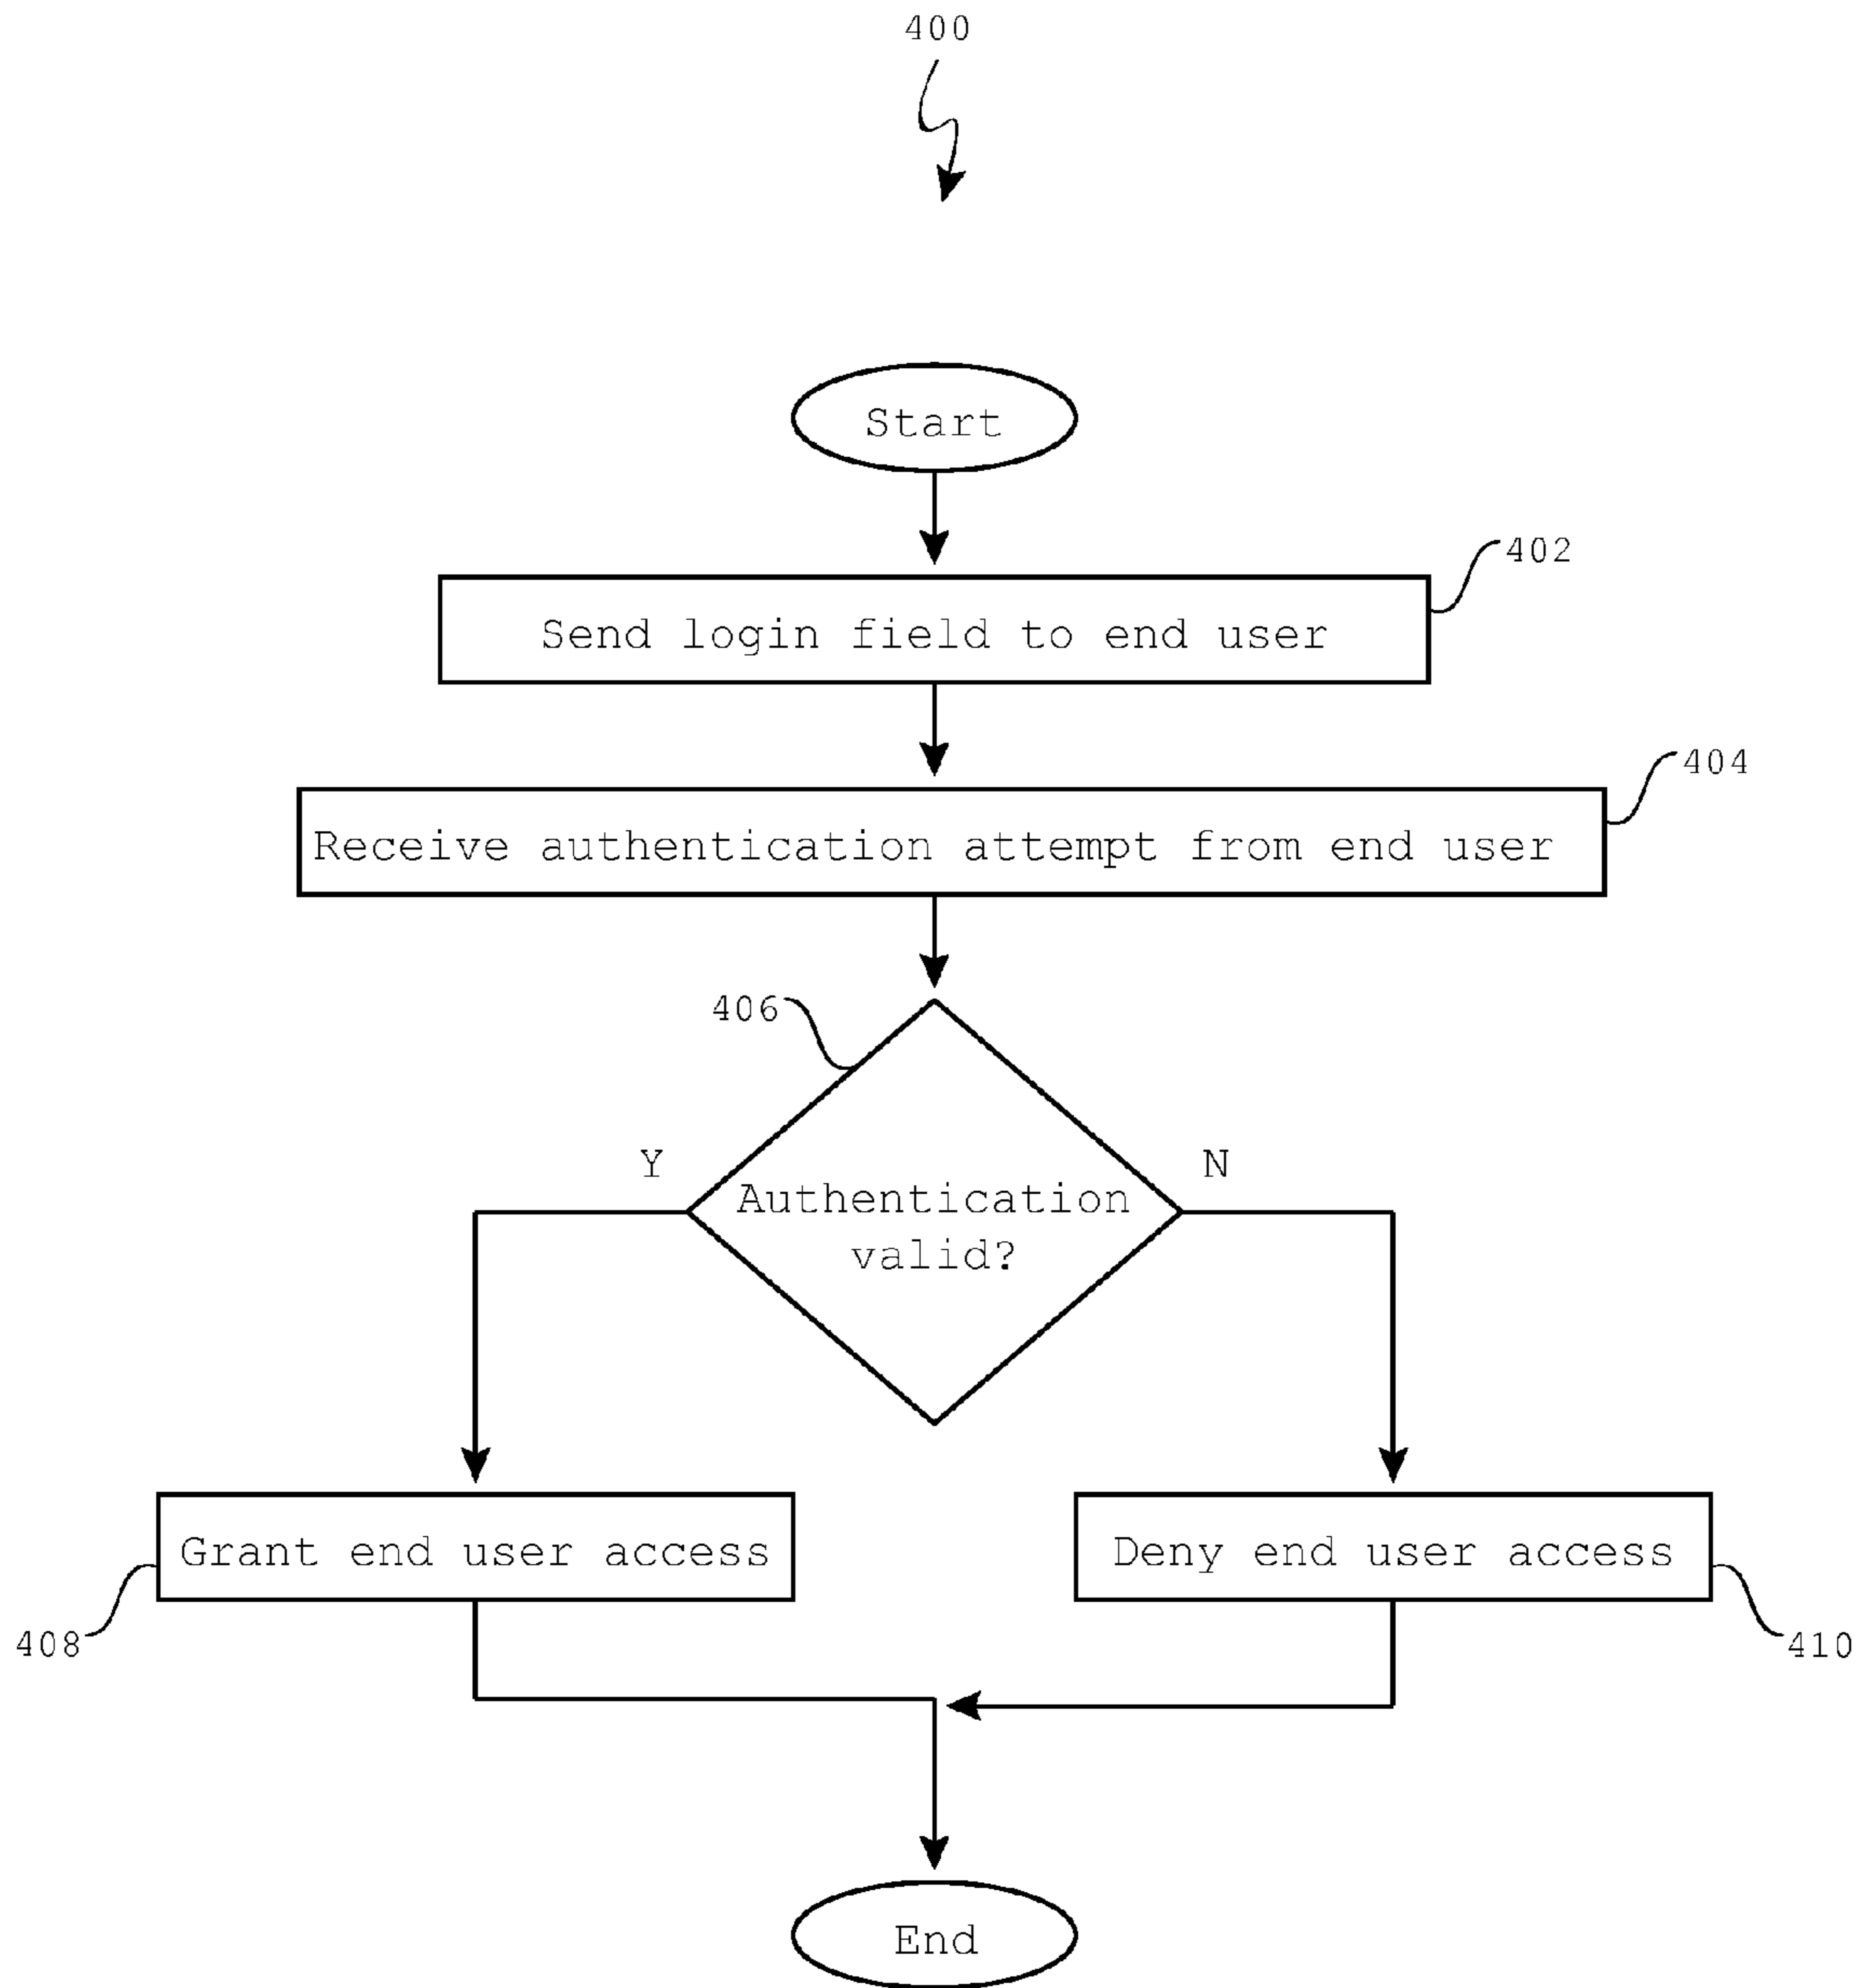 400
Start
402
Send login field to end user
404
Receive authentication attempt from end user
406
Y
N
Authentication
valid?
Grant end user access
Deny end user access
408
410
End